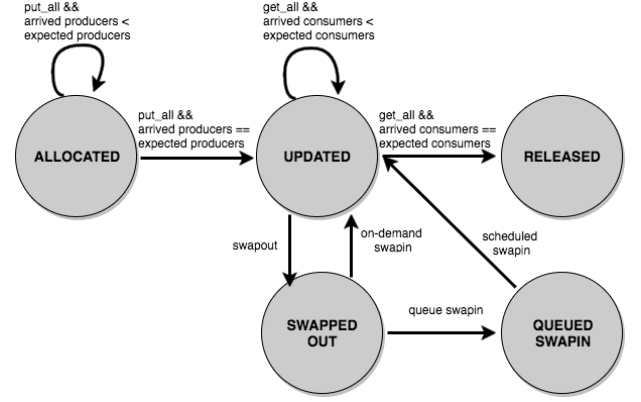 put_all &&
arrived producers <
expected producers
get_all &&
arrived consumers <
expected consumers
put_all &&
arrived producers ==
expected producers
get_all &&
arrived consumers ==
expected consumers
ALLOCATED
UPDATED
RELEASED
swapout
on-demand
swapin
scheduled
swapin
SWAPPED
OUT
queue swapin
QUEUED
SWAPIN